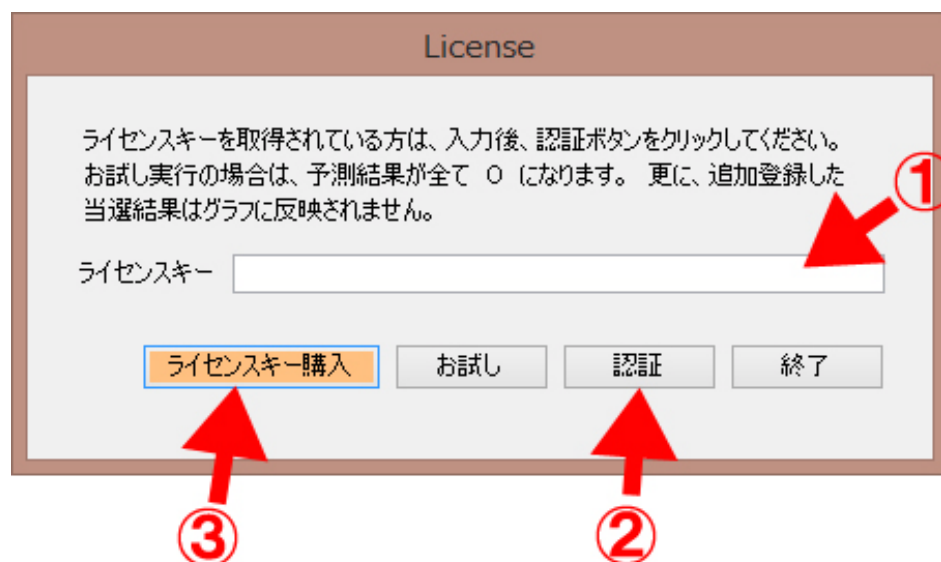 License
ライセンスキーを取得されている方は、入力後、認証ボタンをクリックしてください。
お試し実行の場合は、予測結果が全て 0 になります。 更に、追加登録した
当選結果はグラフに反映されません。
①
ライセンスキー
ライセンスキー購入 お試し 認証 終了
③ ②